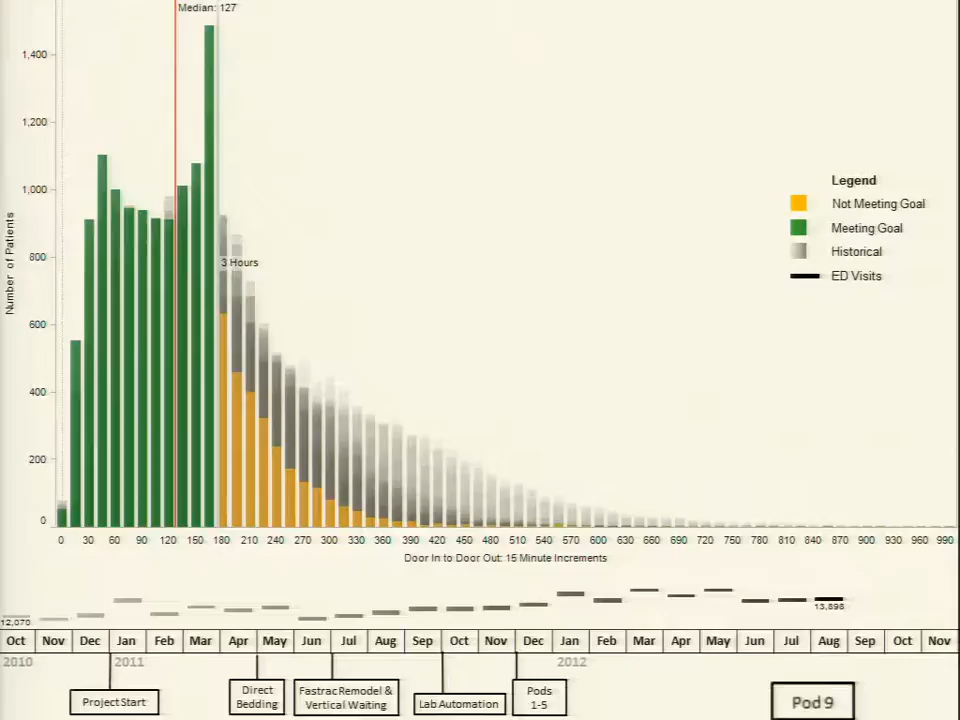 Median: 127
1,400
1,200
1,000
800
600
400
200
0
Number of Patients
3 Hours
Legend
Not Meeting Goal
Meeting Goal
Historical
ED Visits
0 30 60 90 120 150 180 210 240 270 300 330 360 390 420 450 480 510 540 570 600 630 660 690 720 750 780 810 840 870 900 930 960 990
Door In to Door Out: 15 Minute Increments
12,070
13,898
Oct Nov Dec Jan Feb Mar Apr May Jun Jul Aug Sep Oct Nov Dec Jan Feb Mar Apr May Jun Jul Aug Sep Oct Nov
2010 2011 2012
Project Start
Direct
Bedding
Fastrac Remodel &
Vertical Waiting
Lab Automation
Pods
1-5
Pod 9